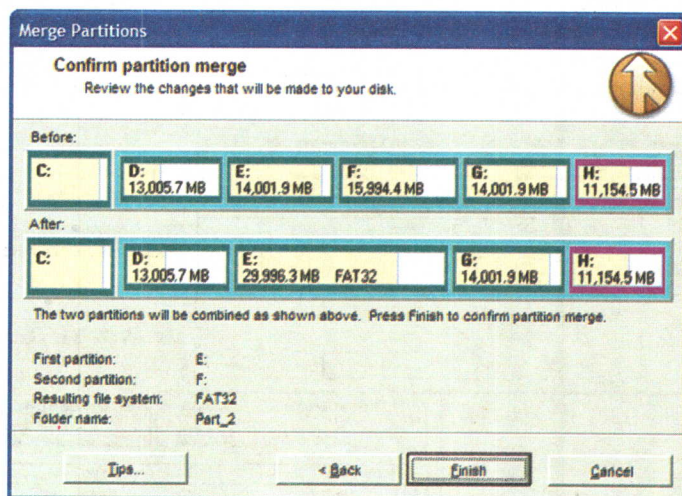 Merge Partitions
Confirm partition merge
Review the changes that will be made to your disk.
Before:
C: D: E: F: G: H:
13,005.7 MB 14,001.9 MB 15,994.4 MB 14,001.9 MB 11,154.5 MB
After:
C: D: E: G: H:
13,005.7 MB 29,996.3 MB FAT32 14,001.9 MB 11,154.5 MB
The two partitions will be combined as shown above. Press Finish to confirm partition merge.
First partition: E:
Second partition: F:
Resulting file system: FAT32
Folder name: Part_2
Tips... < Back Finish Cancel